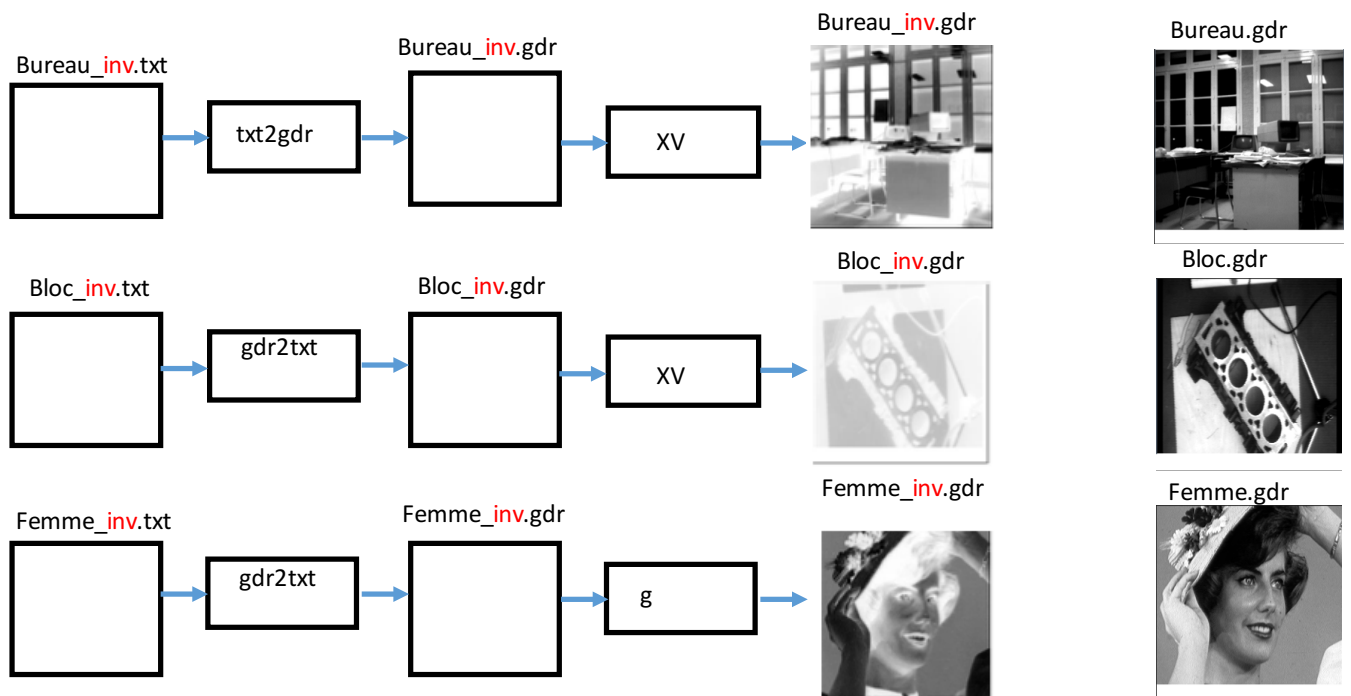 Bureau_inv.txt
txt2gdr
Bureau_inv.gdr
XV
Bureau_inv.gdr
Bureau.gdr
Bloc_inv.txt
gdr2txt
Bloc_inv.gdr
XV
Bloc_inv.gdr
Bloc.gdr
Femme_inv.txt
gdr2txt
Femme_inv.gdr
g
Femme_inv.gdr
Femme.gdr